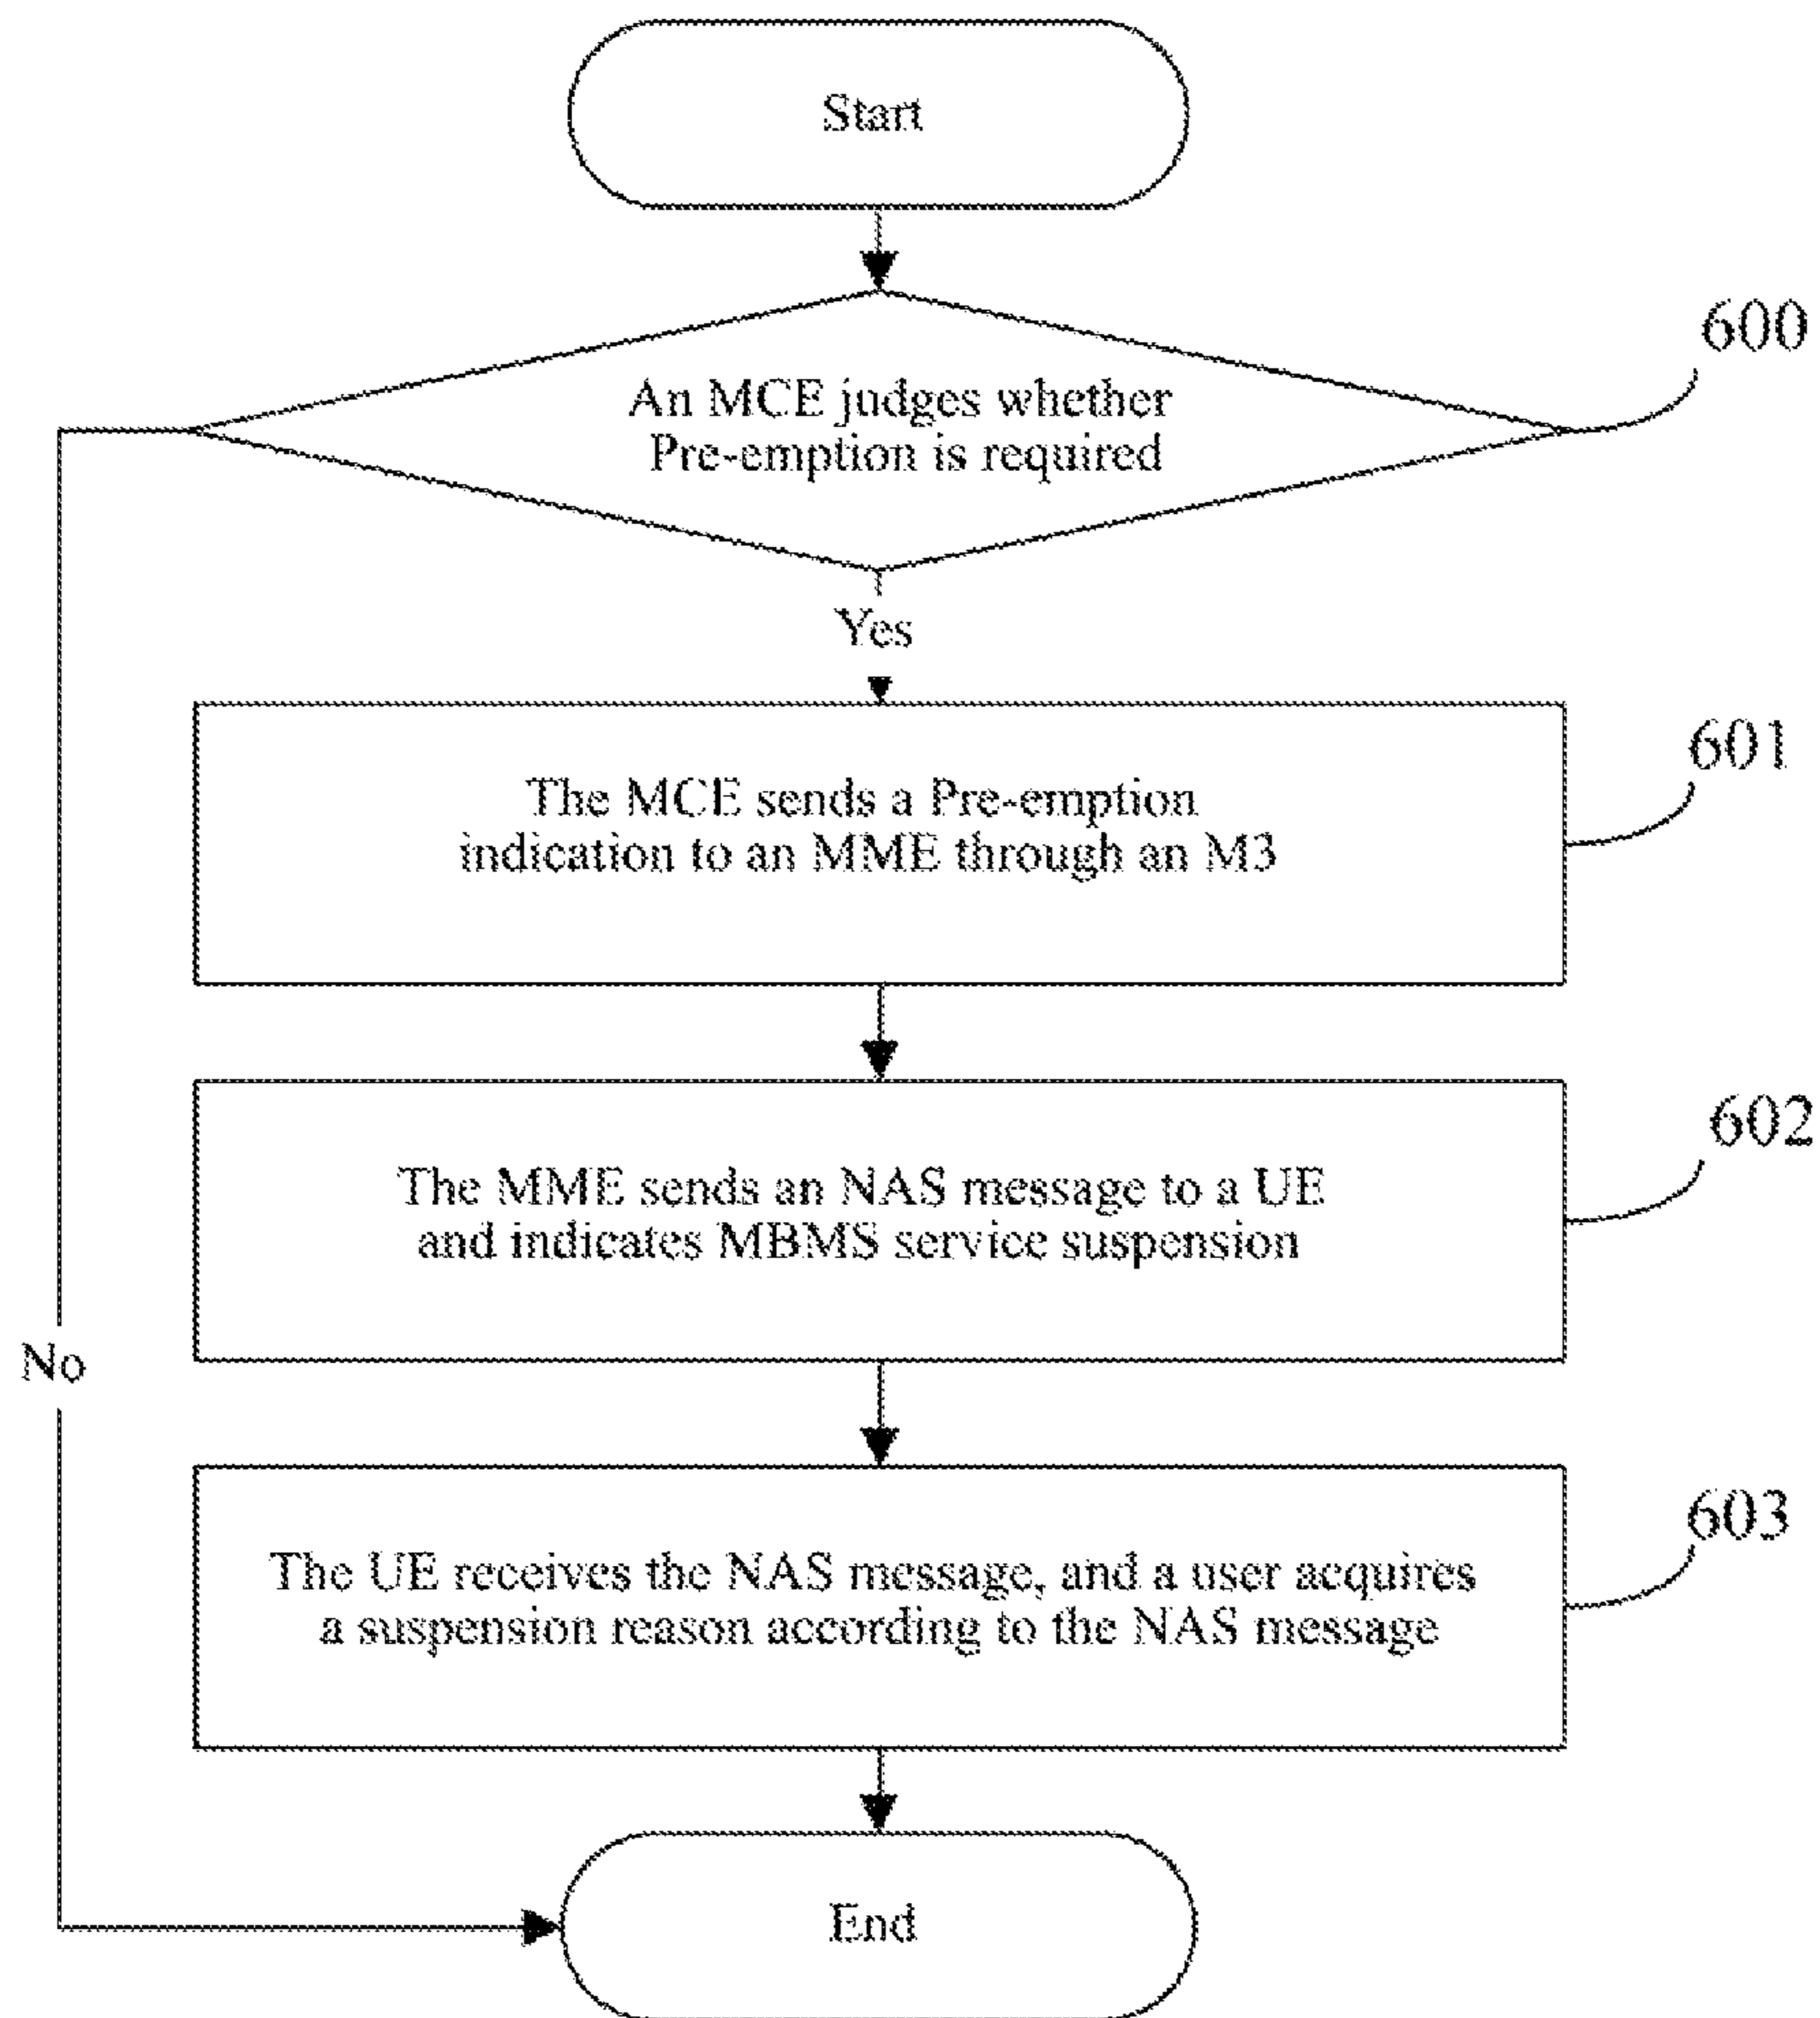 Start
600
An MCE judges whether
Pre-emption is required
Yes
601
The MCE sends a Pre-emption
indication to an MME through an M3
602
The MME sends an NAS message to a UE
and indicates MBMS service suspension
No
603
The UE receives the NAS message, and a user acquires
a suspension reason according to the NAS message
End